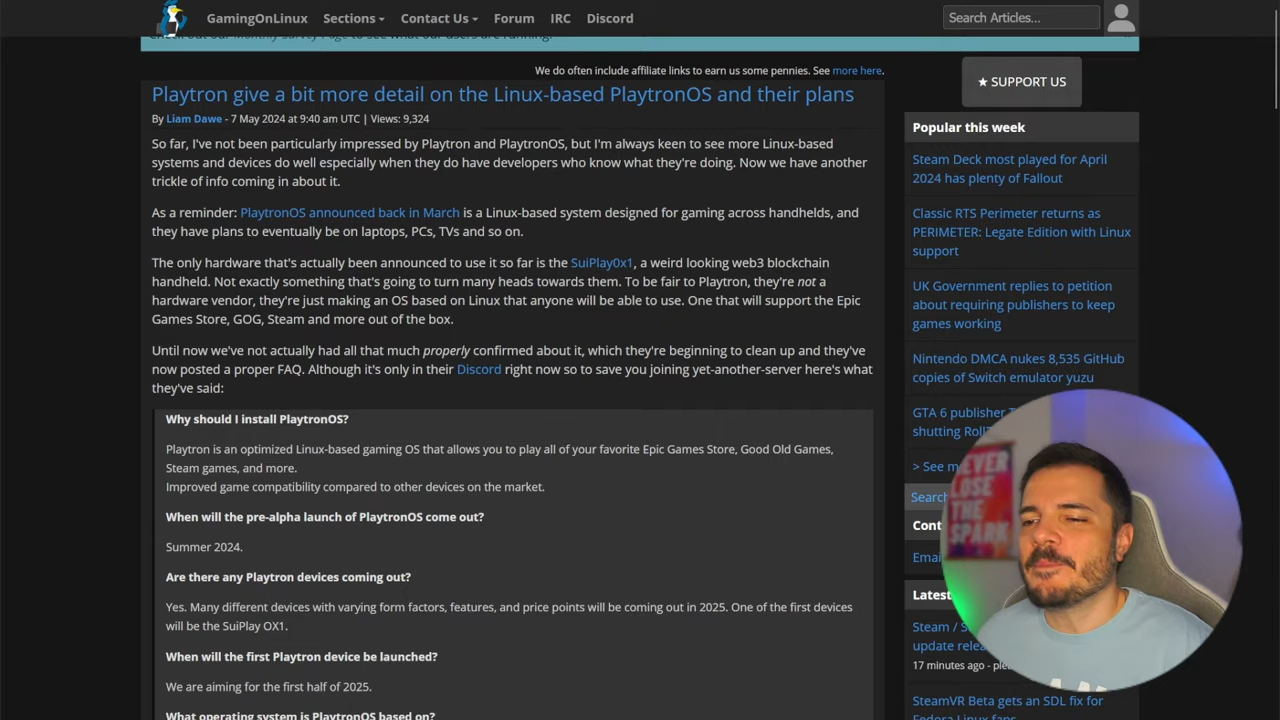 GamingOnLinux Sections Contact Us Forum IRC Discord Search Articles...
We do often include affiliate links to earn us some pennies. See more here.
Playtron give a bit more detail on the Linux-based PlaytronOS and their plans
By Liam Dawe - 7 May 2024 at 9:40 am UTC | Views: 9,324
So far, I've not been particularly impressed by Playtron and PlaytronOS, but I'm always keen to see more Linux-based
systems and devices do well especially when they do have developers who know what they're doing. Now we have another
trickle of info coming in about it.
As a reminder: PlaytronOS announced back in March is a Linux-based system designed for gaming across handhelds, and
they have plans to eventually be on laptops, PCs, TVs and so on.
The only hardware that's actually been announced to use it so far is the SuiPlay0x1, a weird looking web3 blockchain
handheld. Not exactly something that's going to turn many heads towards them. To be fair to Playtron, they're not a
hardware vendor, they're just making an OS based on Linux that anyone will be able to use. One that will support the Epic
Games Store, GOG, Steam and more out of the box.
Until now we've not actually had all that much properly confirmed about it, which they're beginning to clean up and they've
now posted a proper FAQ. Although it's only in their Discord right now so to save you joining yet-another-server here's what
they've said:
Why should I install PlaytronOS?
Playtron is an optimized Linux-based gaming OS that allows you to play all of your favorite Epic Games Store, Good Old Games,
Steam games, and more.
Improved game compatibility compared to other devices on the market.
When will the pre-alpha launch of PlaytronOS come out?
Summer 2024.
Are there any Playtron devices coming out?
Yes. Many different devices with varying form factors, features, and price points will be coming out in 2025. One of the first devices
will be the SuiPlay OX1.
When will the first Playtron device be launched?
We are aiming for the first half of 2025.
What operating system is PlaytronOS based on?
★ SUPPORT US
Popular this week
Steam Deck most played for April
2024 has plenty of Fallout
Classic RTS Perimeter returns as
PERIMETER: Legate Edition with Linux
support
UK Government replies to petition
about requiring publishers to keep
games working
Nintendo DMCA nukes 8,535 GitHub
copies of Switch emulator yuzu
GTA 6 publisher
shutting
> See
Search
Latest
Steam /
update
17 minutes ago
SteamVR Beta gets an SDL fix for
Fedora Linux fans
LOSE
THE
SPARK